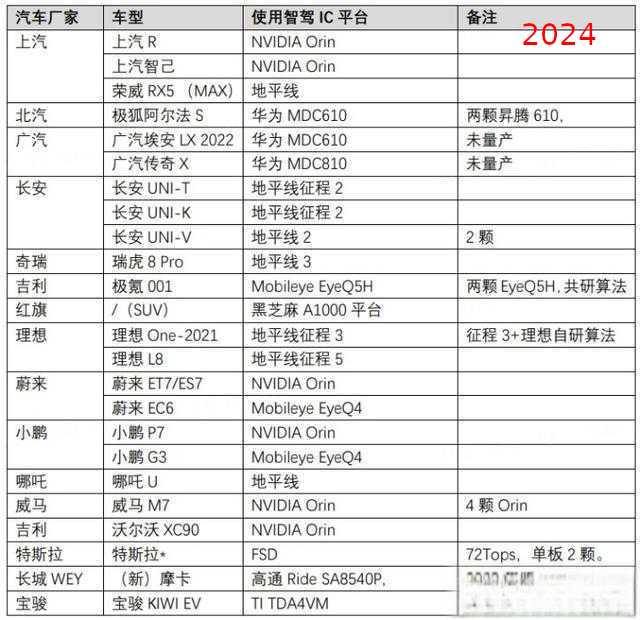 汽车厂家 车型 使用智驾 IC 平台 备注 2024
上汽 上汽 R NVIDIA Orin
上汽智己 NVIDIA Orin
荣威 RX5 （MAX） 地平线
北汽 极狐阿尔法 S 华为 MDC610 两颗昇腾 610,
广汽 广汽埃安 LX 2022 华为 MDC610 未量产
广汽传奇 X 华为 MDC810 未量产
长安 长安 UNI-T 地平线征程 2
长安 UNI-K 地平线征程 2
长安 UNI-V 地平线 2 2 颗
奇瑞 瑞虎 8 Pro 地平线 3
吉利 极氪 001 Mobileye EyeQ5H 两颗 EyeQ5H, 共研算法
红旗 /（SUV） 黑芝麻 A1000 平台
理想 理想 One-2021 地平线征程 3 征程 3+理想自研算法
理想 L8 地平线征程 5
蔚来 蔚来 ET7/ES7 NVIDIA Orin
蔚来 EC6 Mobileye EyeQ4
小鹏 小鹏 P7 NVIDIA Orin
小鹏 G3 Mobileye EyeQ4
哪吒 哪吒 U 地平线
威马 威马 M7 NVIDIA Orin 4 颗 Orin
吉利 沃尔沃 XC90 NVIDIA Orin
特斯拉 特斯拉* FSD 72Tops，单板 2 颗。
长城 WEY （新）摩卡 高通 Ride SA8540P,
宝骏 宝骏 KIWI EV TI TDA4VM